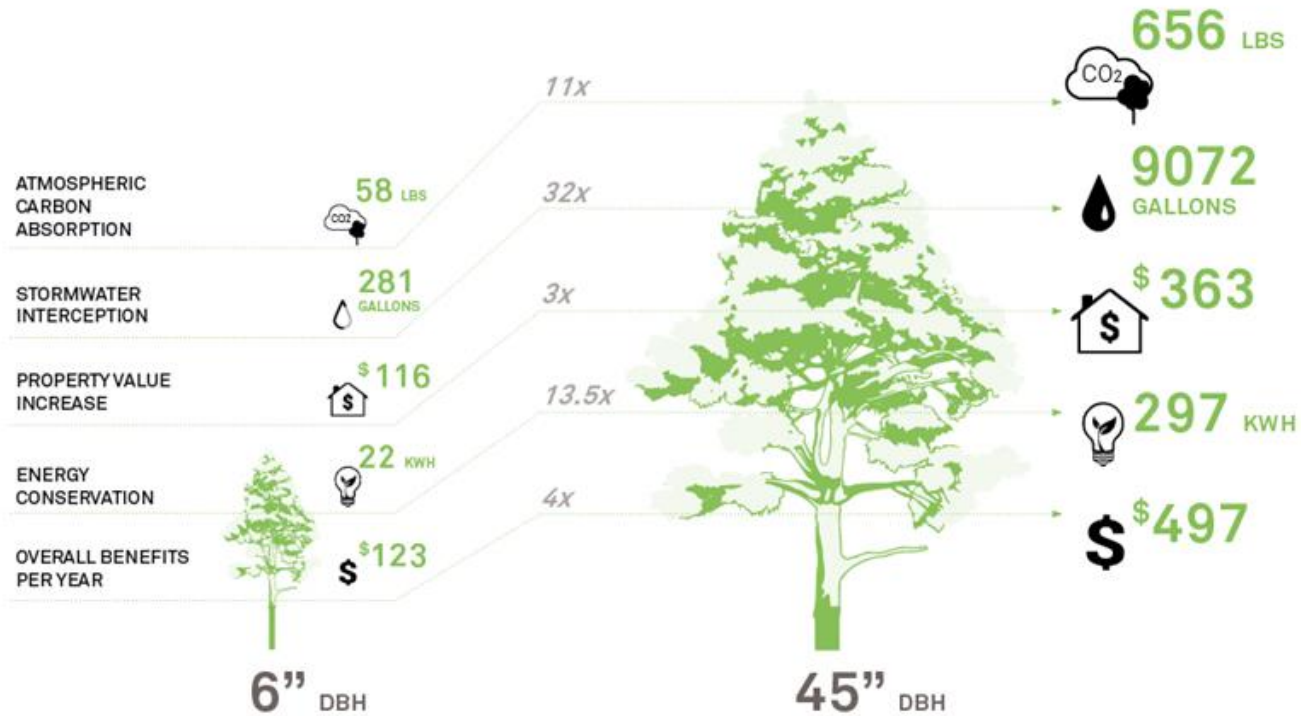 656 LBS
CO2
11x
9072
GALLONS
ATMOSPHERIC
CARBON
ABSORPTION
58 LBS
CO2
32x
STORMWATER
INTERCEPTION
281
GALLONS
3x
$363
$
PROPERTY VALUE
INCREASE
$116
$
13.5x
297 KWH
ENERGY
CONSERVATION
22 KWH
4x
$497
$
OVERALL BENEFITS
PER YEAR
$123
$
6” DBH
45” DBH